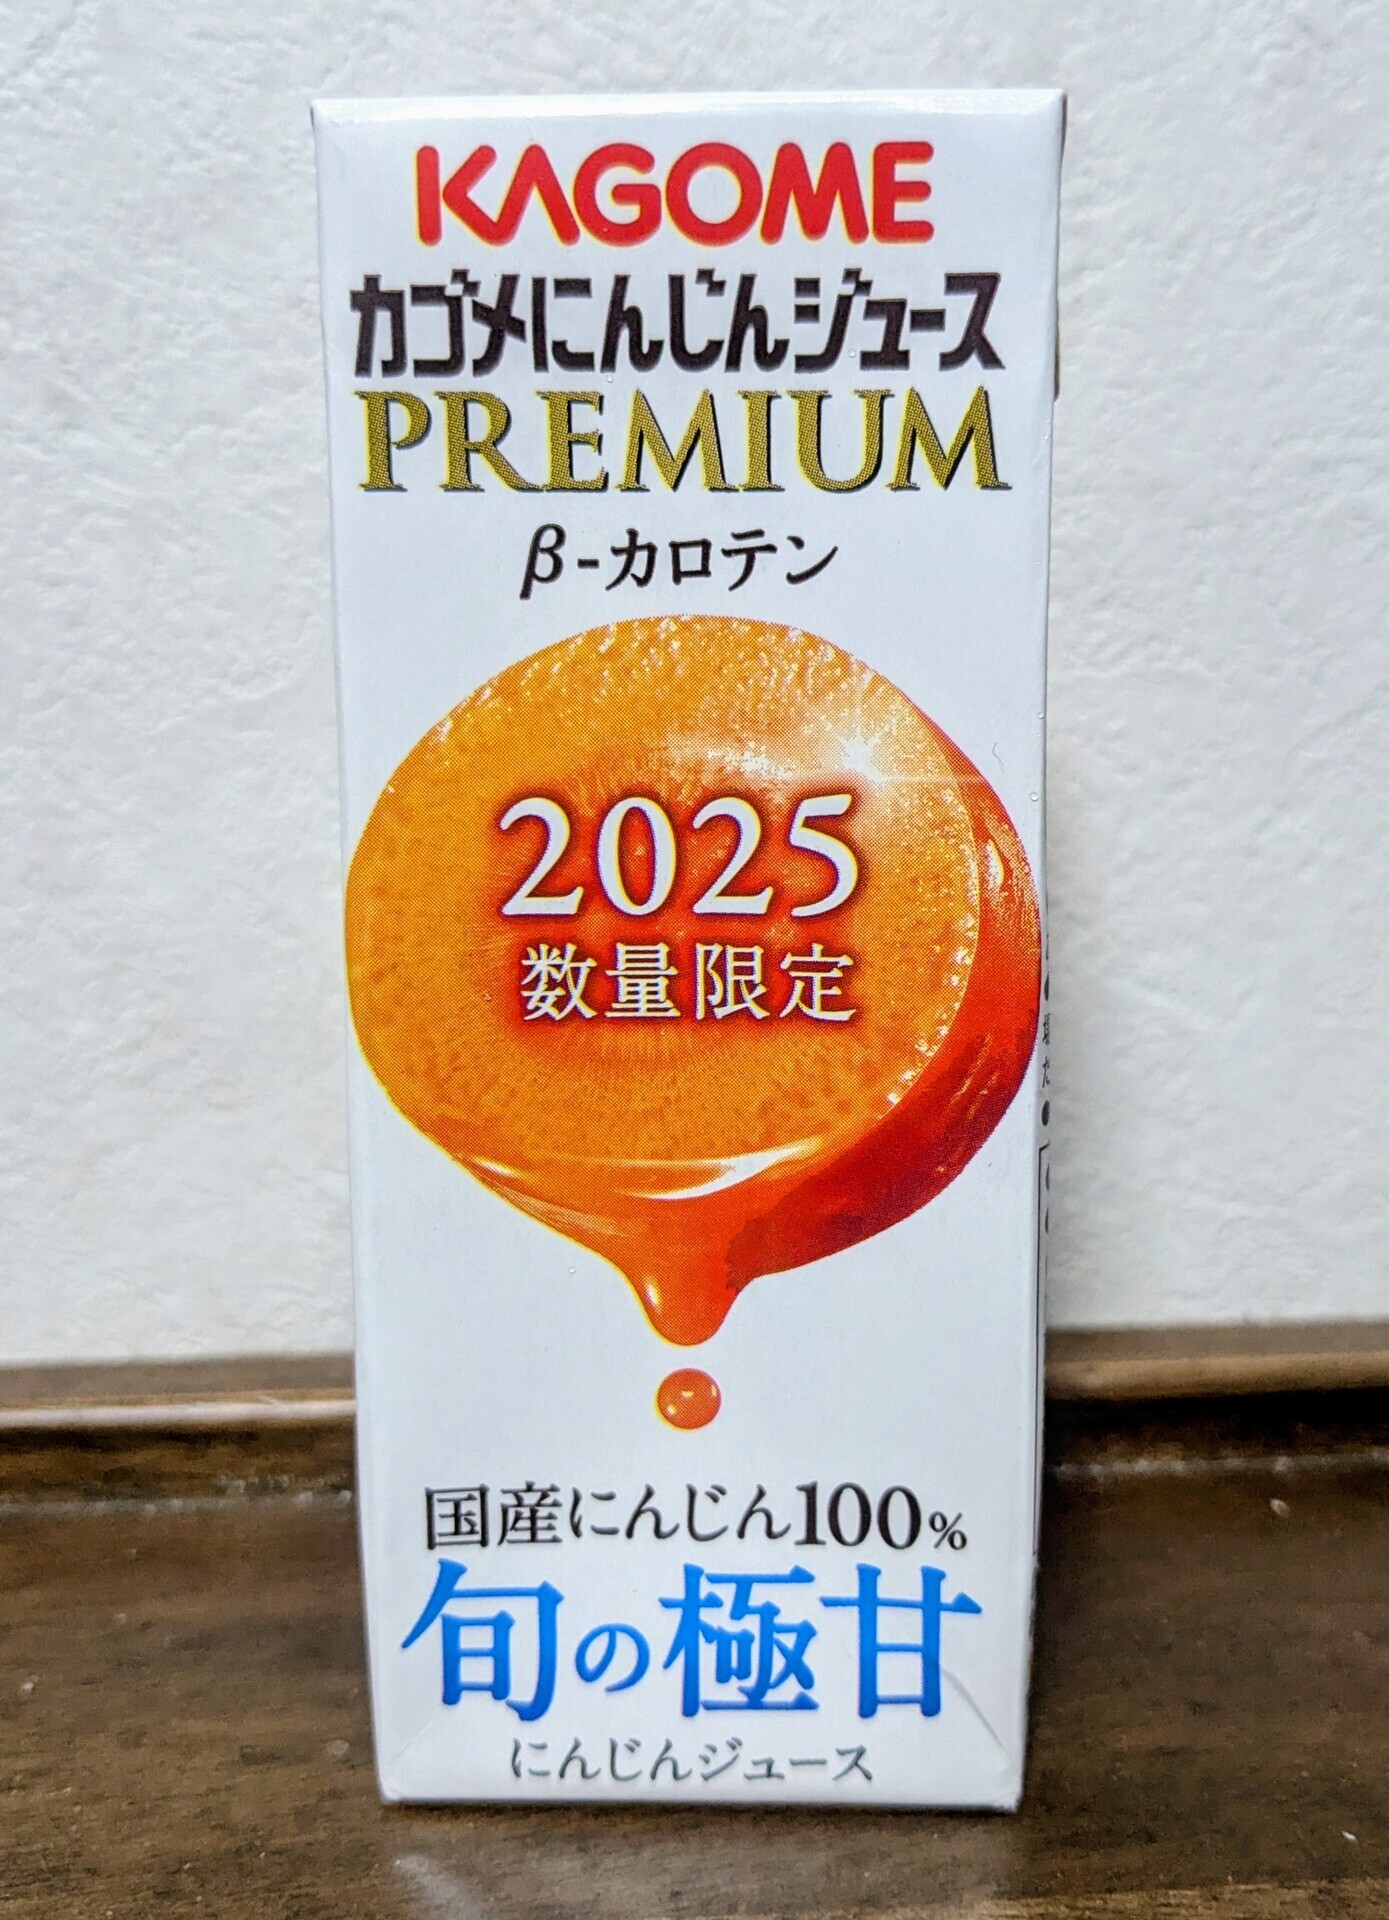 KAGOME
カゴメにんじんジュース
PREMIUM
β-カロテン
2025
数量限定
国産にんじん100%
旬の極甘
にんじんジュース